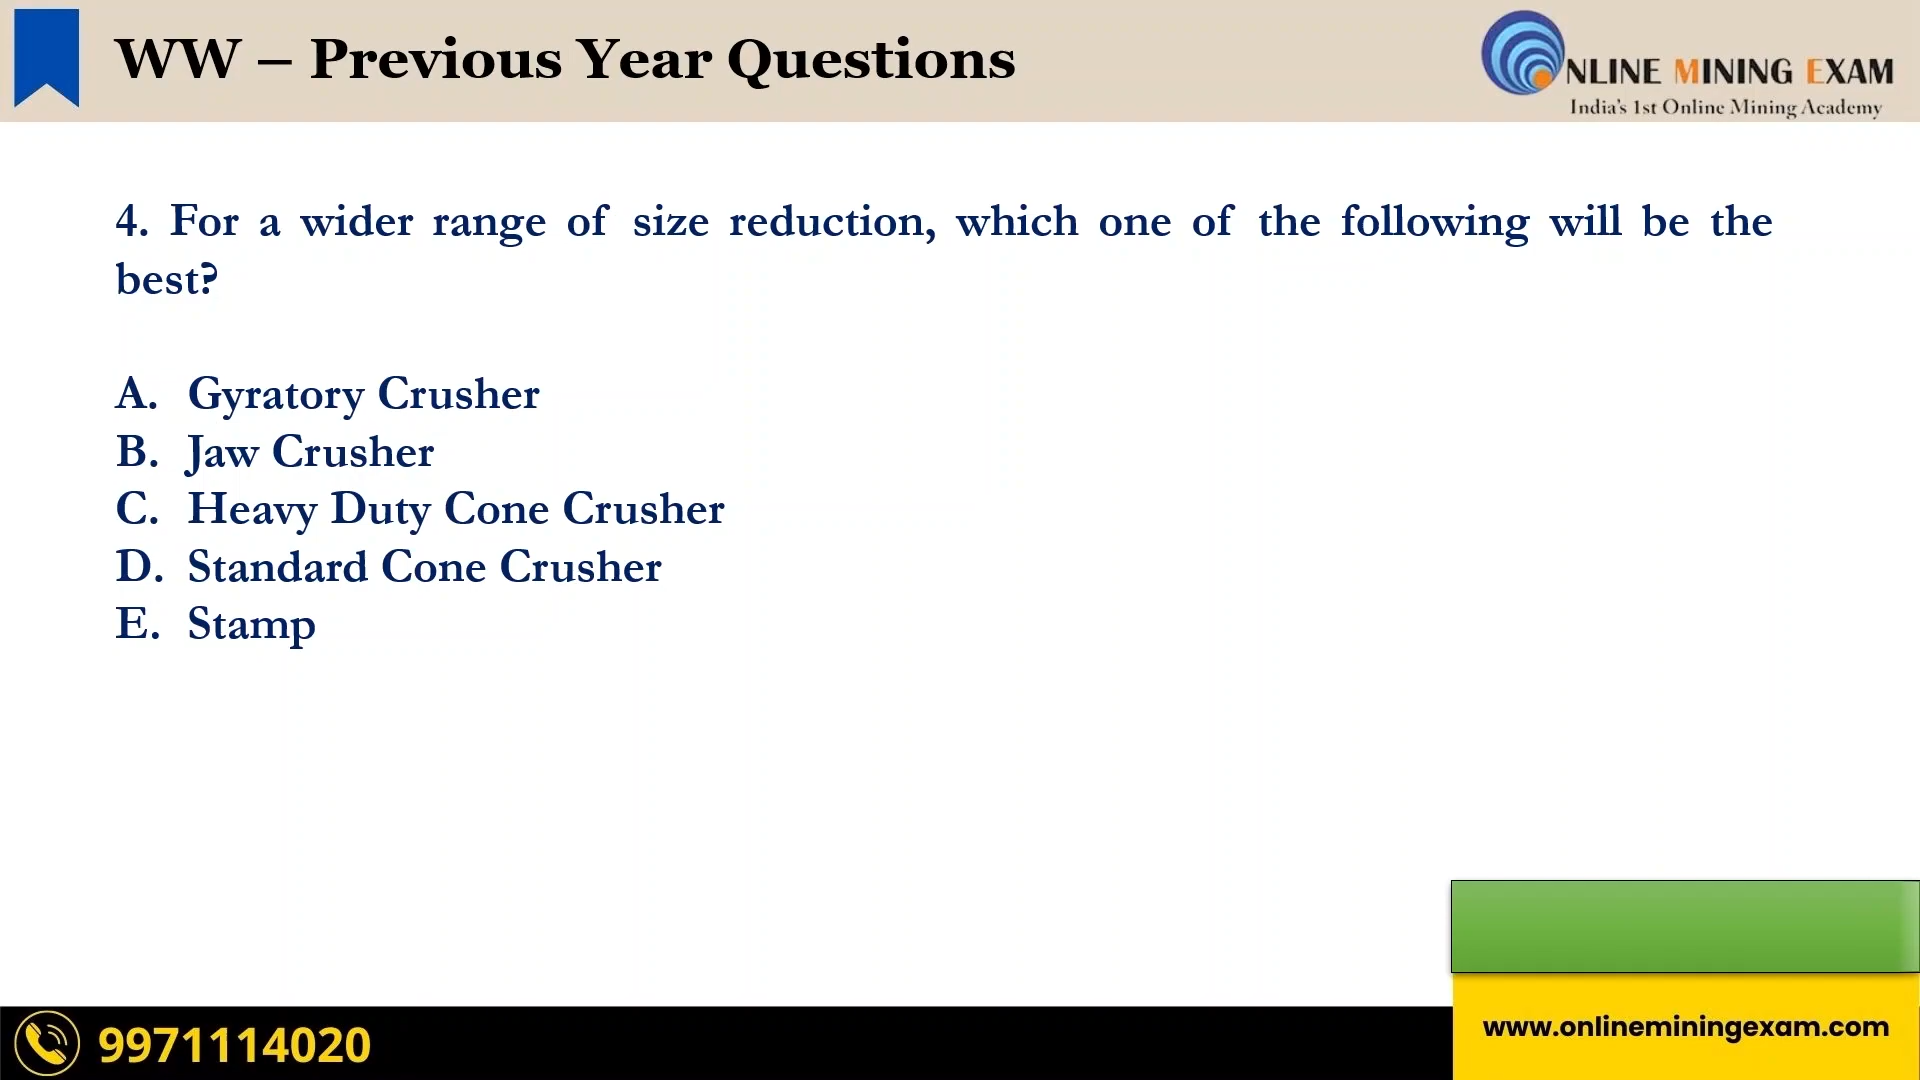 WW – Previous Year Questions
NLINE MINING EXAM
India's 1st Online Mining Academy
4. For a wider range of size reduction, which one of the following will be the
best?
A. Gyratory Crusher
B. Jaw Crusher
C. Heavy Duty Cone Crusher
D. Standard Cone Crusher
E. Stamp
9971114020
www.onlineminingexam.com